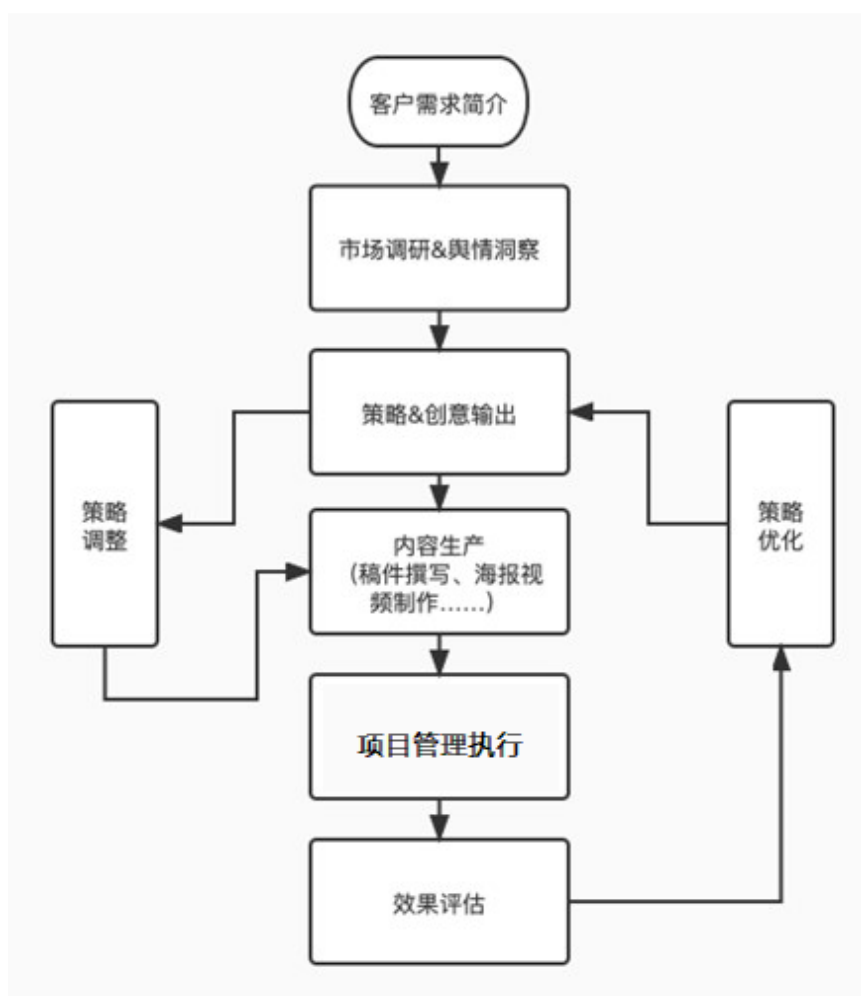 客户需求简介
市场调研&舆情洞察
策略&创意输出
策略
调整
策略
优化
内容生产
（稿件撰写、海报视
频制作……）
项目管理执行
效果评估